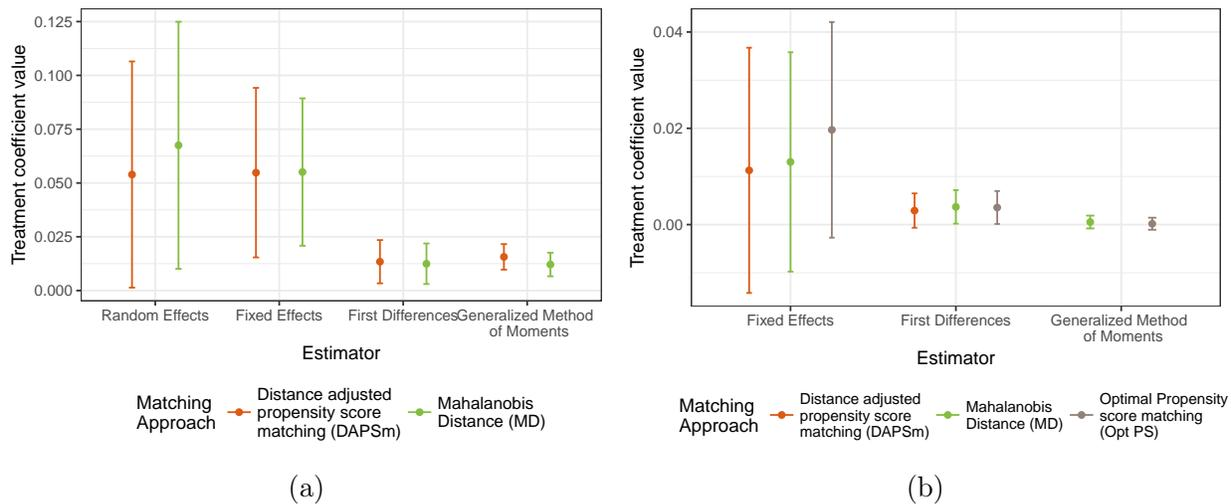 0.125
0.100
0.075
0.050
0.025
0.000
Treatment coefficient value
Random Effects
Fixed Effects
First Differences
Generalized Method
of Moments
Estimator
Matching
Approach
Distance adjusted
propensity score
matching (DAPSm)
Mahalanobis
Distance (MD)
(a)
0.04
0.02
0.00
Treatment coefficient value
Fixed Effects
First Differences
Generalized Method
of Moments
Estimator
Matching
Approach
Distance adjusted
propensity score
matching (DAPSm)
Mahalanobis
Distance (MD)
Optimal Propensity
score matching
(Opt PS)
(b)